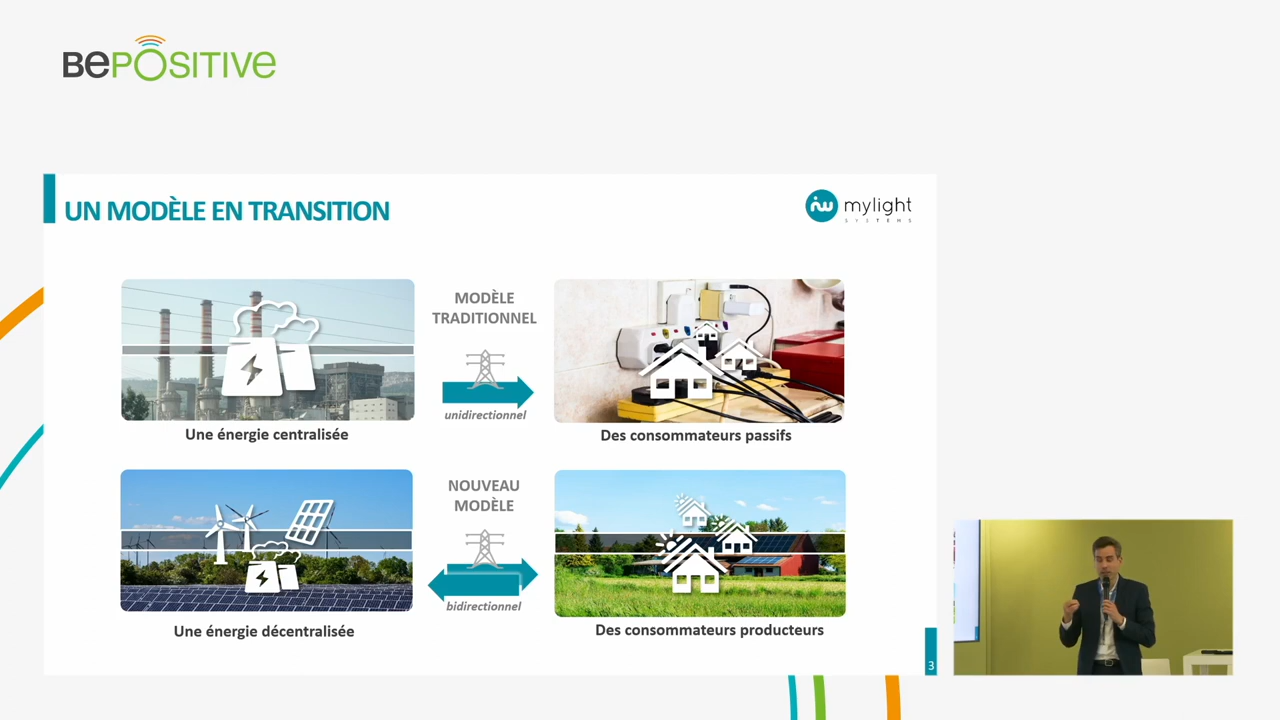 BePOSITIVe
UN MODÈLE EN TRANSITION
mylight
SYSTEMS
MODÈLE
TRADITIONNEL
unidirectionnel
Une énergie centralisée
Des consommateurs passifs
NOUVEAU
MODÈLE
bidirectionnel
Une énergie décentralisée
Des consommateurs producteurs
3